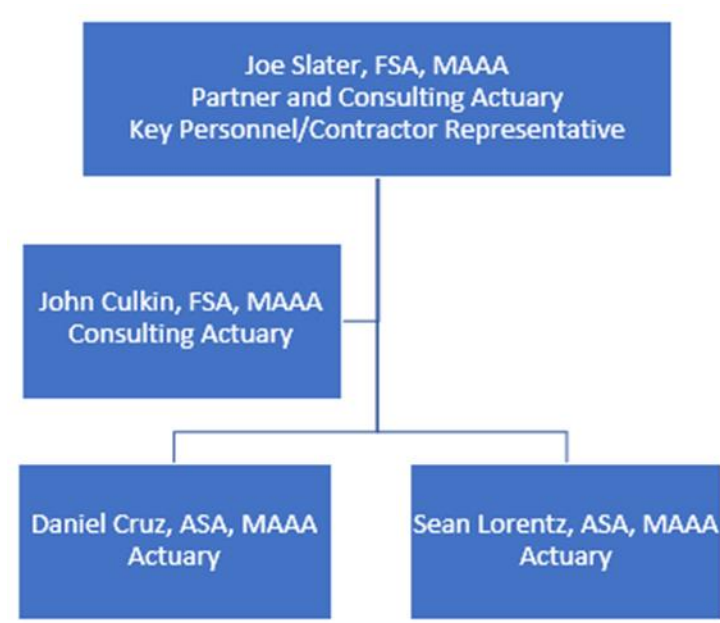 Joe Slater, FSA, MAAA
Partner and Consulting Actuary
Key Personnel/Contractor Representative
John Culkin, FSA, MAAA
Consulting Actuary
Daniel Cruz, ASA, MAAA
Actuary
Sean Lorentz, ASA, MAAA
Actuary